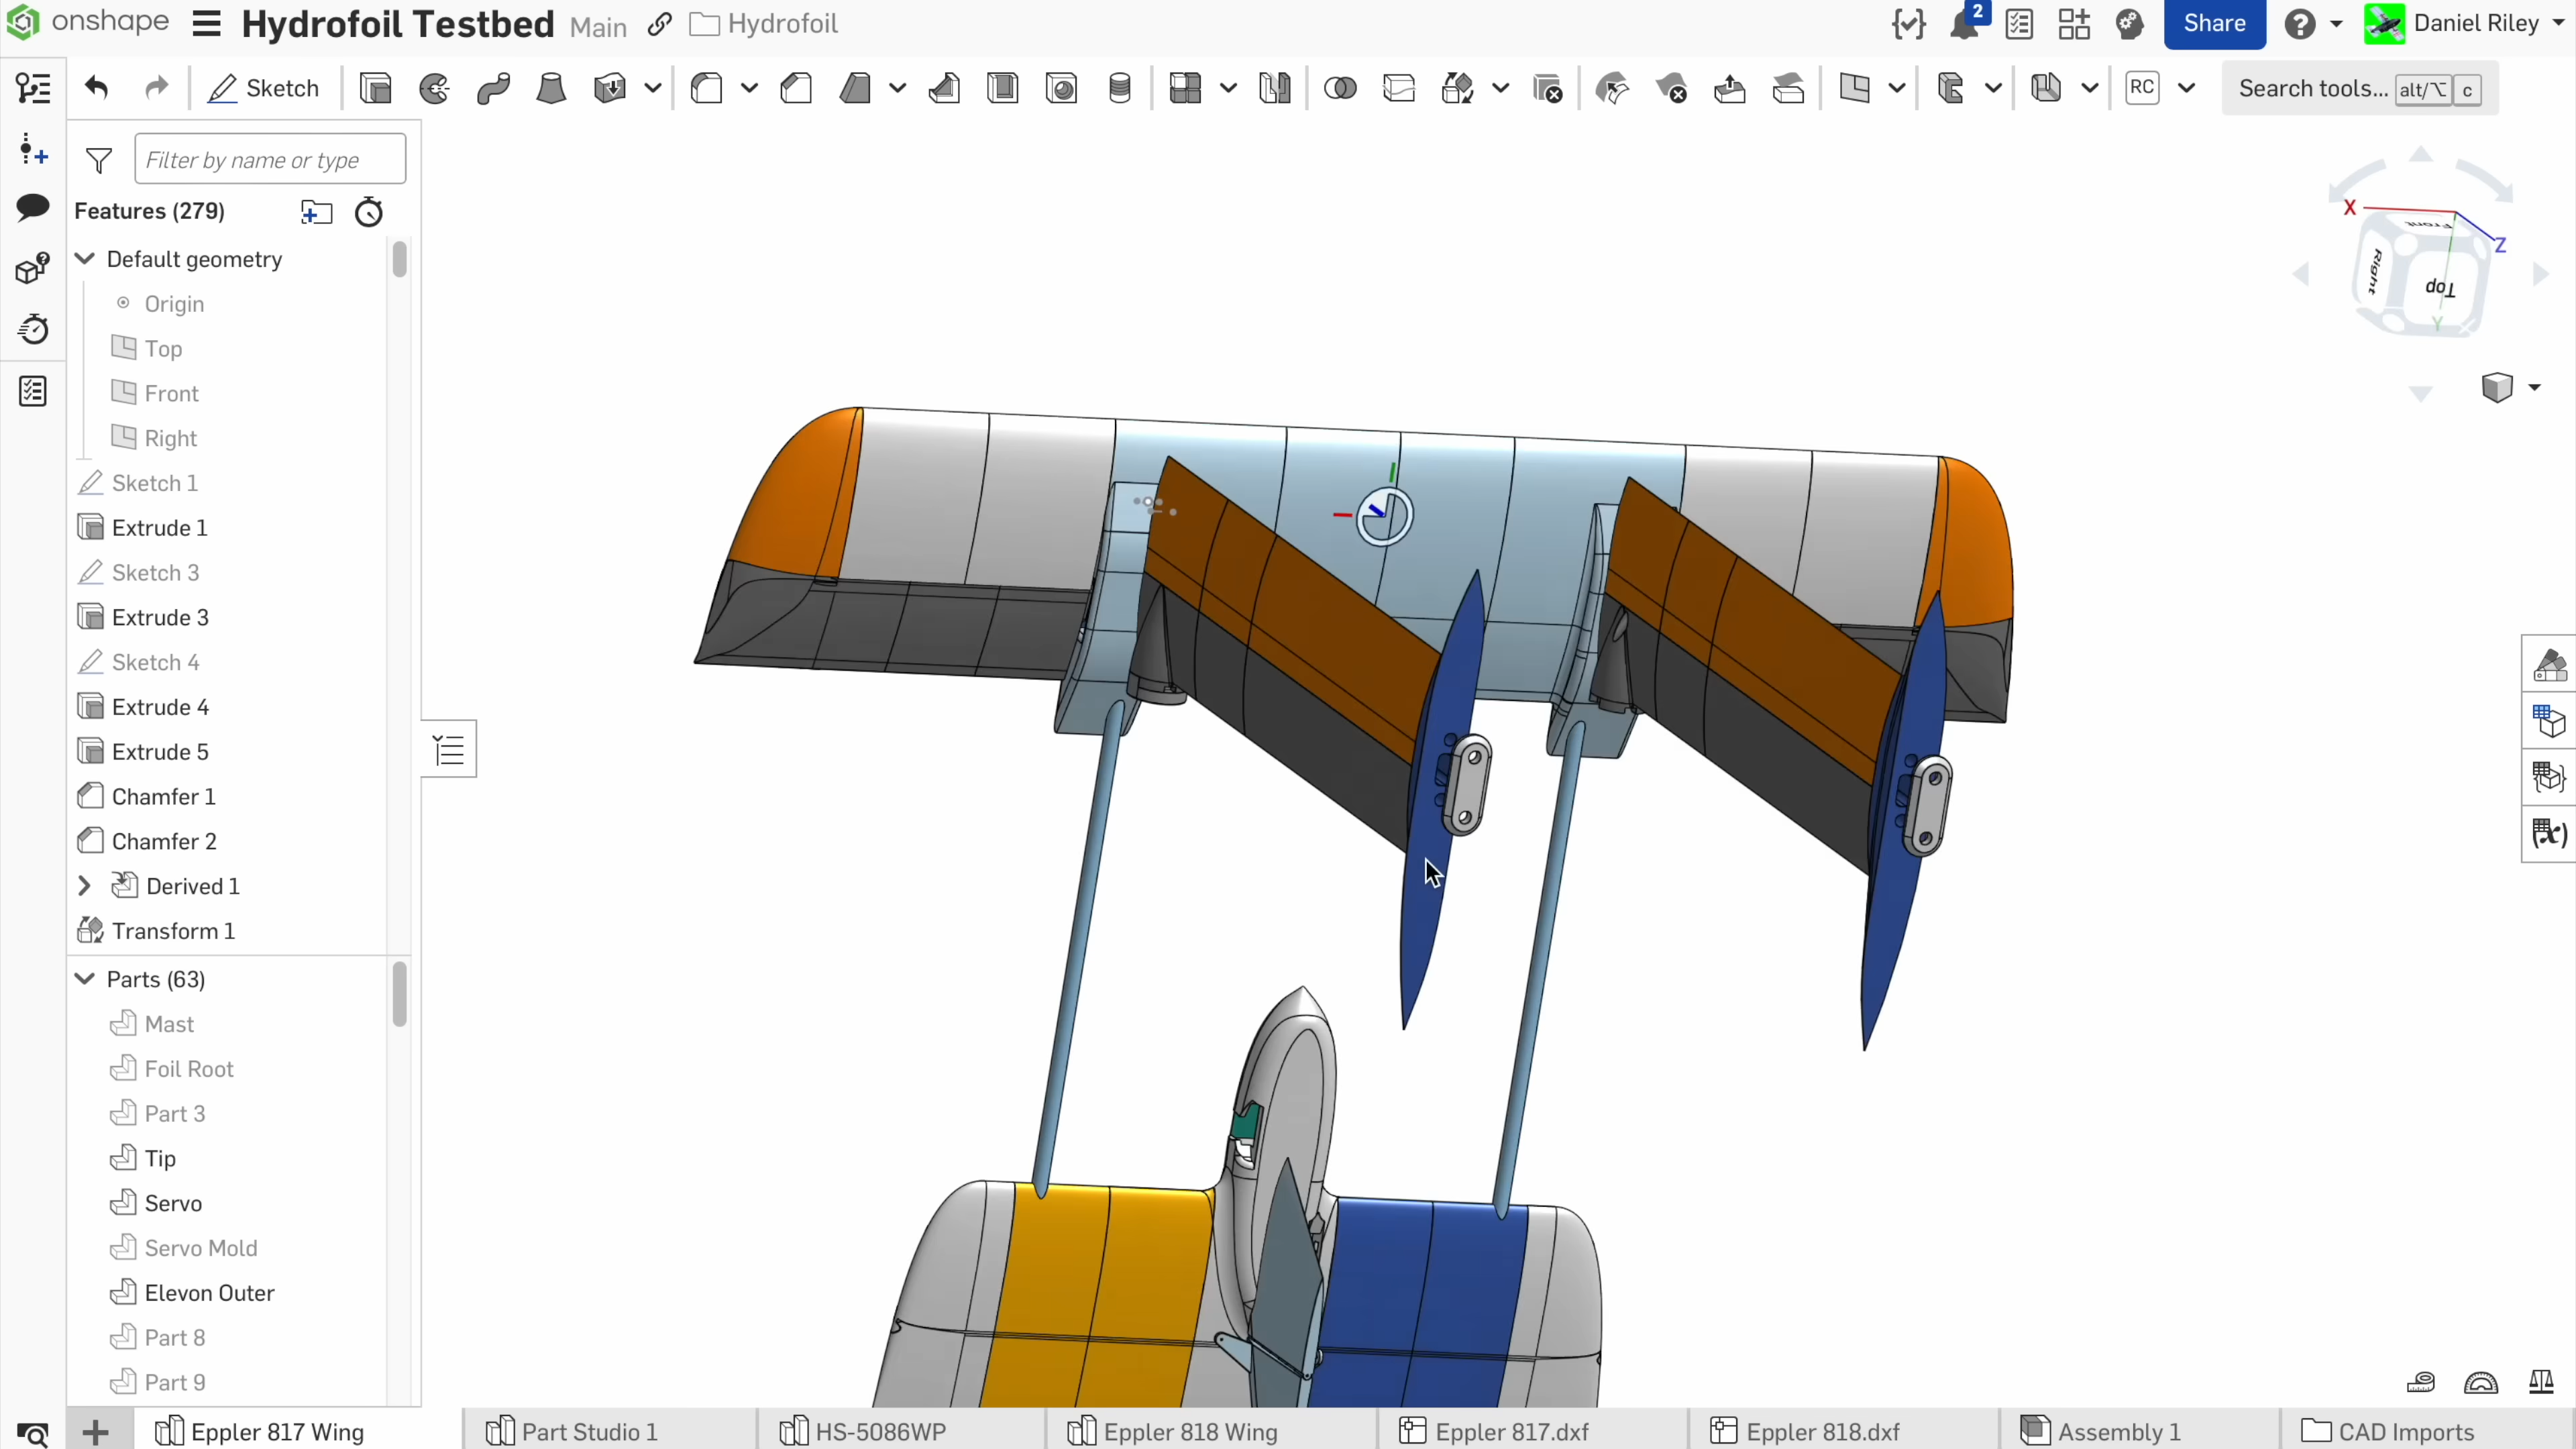 onshape
Hydrofoil Testbed Main Hydrofoil
2
Share
Daniel Riley
Sketch
RC
Search tools... alt/⌥ c
Filter by name or type
Features (279)
Default geometry
Origin
Top
Front
Right
Sketch 1
Extrude 1
Sketch 3
Extrude 3
Sketch 4
Extrude 4
Extrude 5
Chamfer 1
Chamfer 2
Derived 1
Transform 1
Parts (63)
Mast
Foil Root
Part 3
Tip
Servo
Servo Mold
Elevon Outer
Part 8
Part 9
X
Z
Front
Right
Top
Y
(x)
Eppler 817 Wing
Part Studio 1
HS-5086WP
Eppler 818 Wing
Eppler 817.dxf
Eppler 818.dxf
Assembly 1
CAD Imports